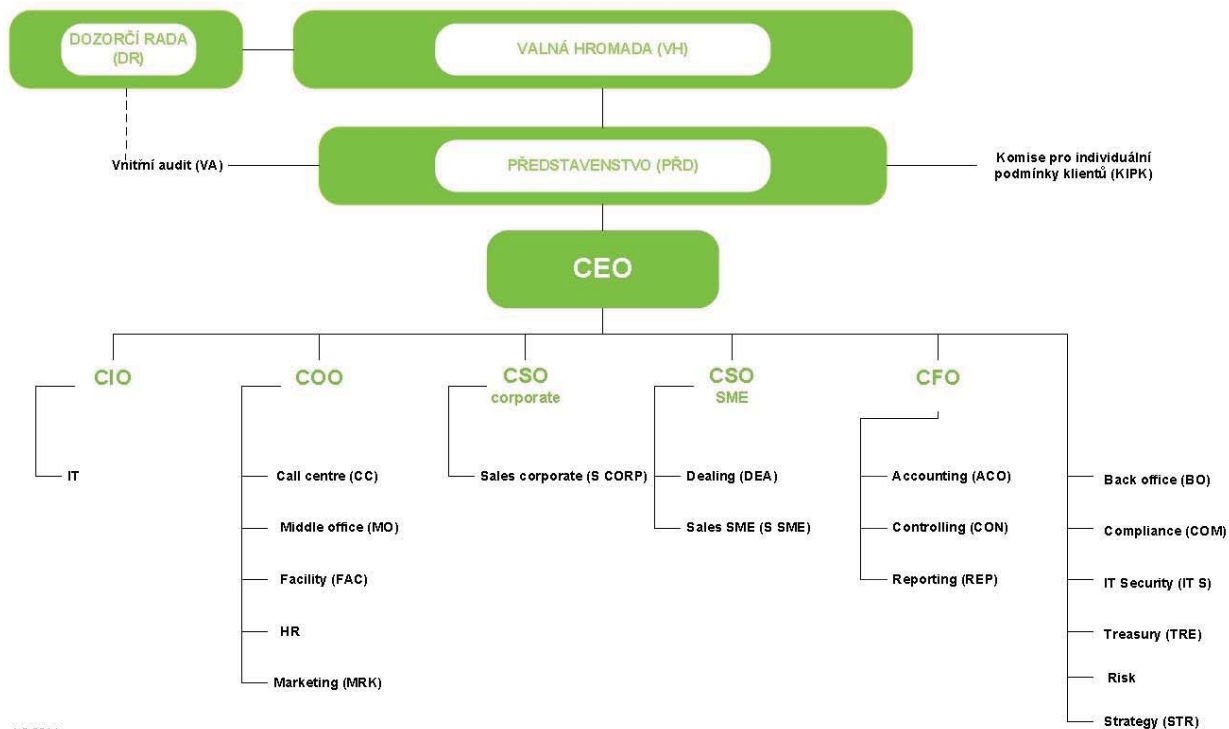 DOZORČÍ RADA
(DR)
VALNÁ HROMADA (VH)
Vnitřní audit (VA)
PŘEDSTAVENSTVO (PŘD)
Komise pro individuální
podmínky klientů (KIPK)
CEO
CIO
COO
CSO
corporate
CSO
SME
CFO
IT
Call centre (CC)
Middle office (MO)
Facility (FAC)
HR
Marketing (MRK)
Sales corporate (S CORP)
Dealing (DEA)
Sales SME (S SME)
Accounting (ACO)
Controlling (CON)
Reporting (REP)
Back office (BO)
Compliance (COM)
IT Security (IT S)
Treasury (TRE)
Risk
Strategy (STR)